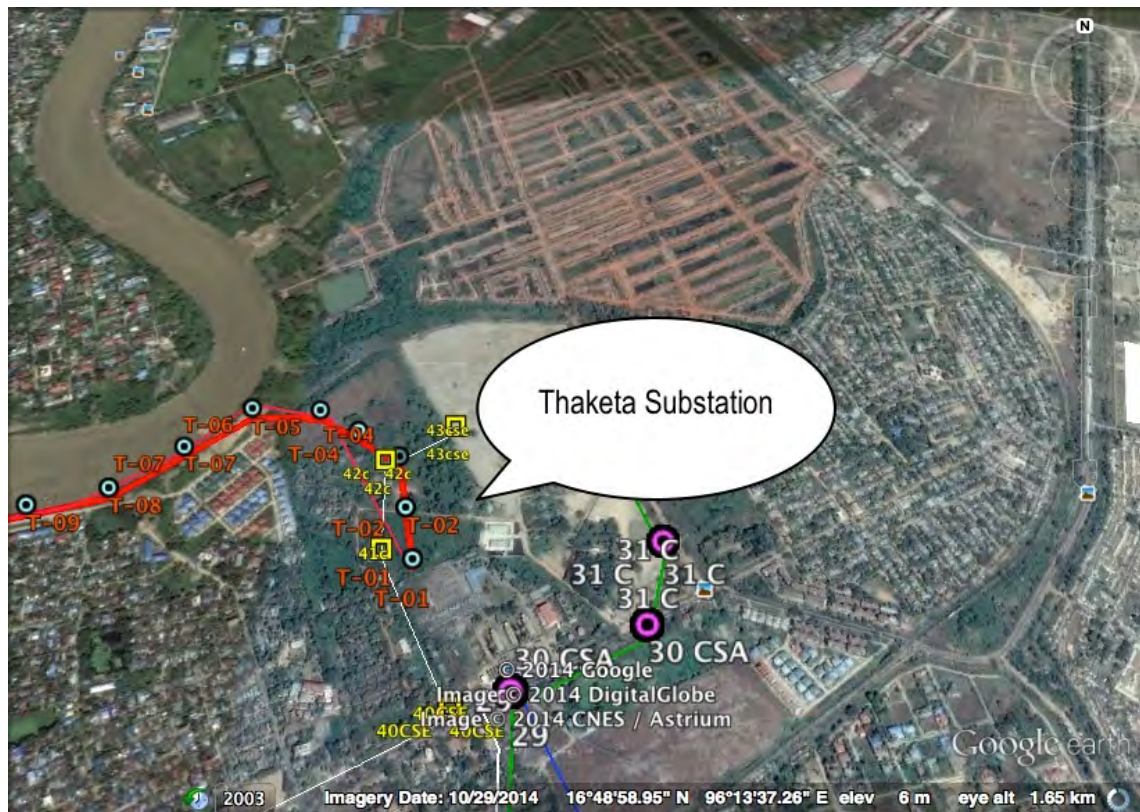 N
Thaketa Substation
T-06
T-05
T-04
T-04
43cse
43cse
T-07
T-07
42c
42c
42c
T-08
T-09
T-02
T-02
41c
T-01
T-01
31 C
31 C
31 C
31 C
30 CSA
30 CSA
© 2014 Google
Image © 2014 DigitalGlobe
Image © 2014 CNES / Astrium
40CSE
40CSE
40CSE
29
Google earth
2003
Imagery Date: 10/29/2014 16°48'58.95" N 96°13'37.26" E elev 6 m eye alt 1.65 km